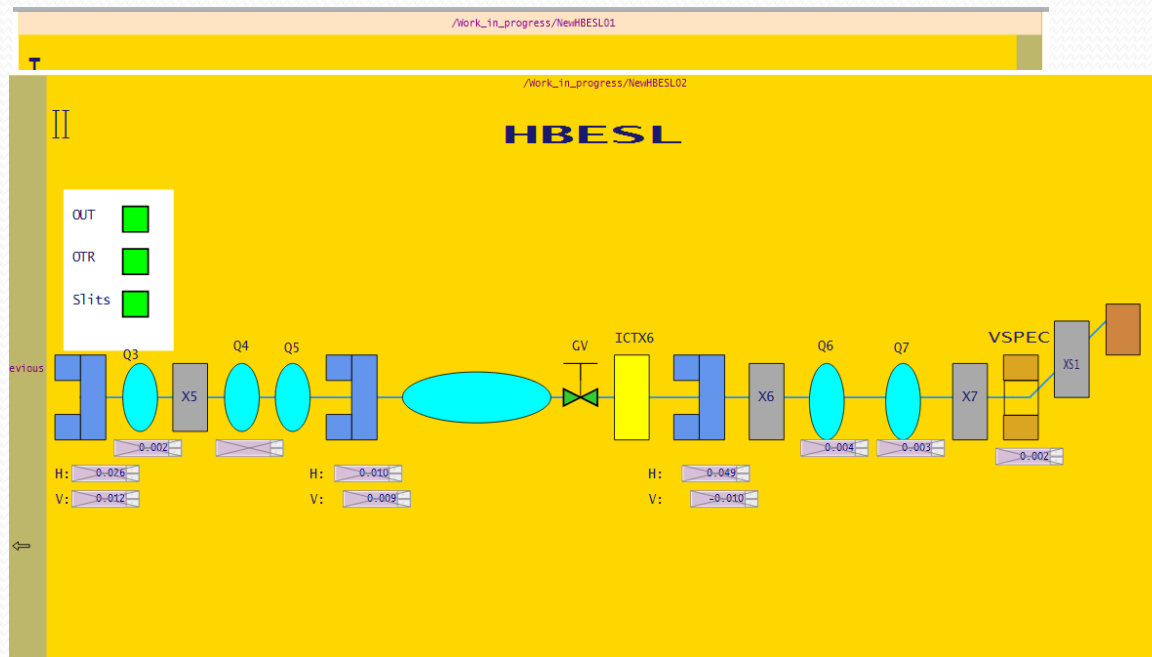 /Work_in_progress/NewHBESL01
I
/Work_in_progress/NewHBESL02
II
HBESL
OUT
OTR
Slits
evious
Q3
X5
Q4
Q5
GV
ICTX6
X6
Q6
Q7
X7
VSPEC
XS1
0.002
0.004
0.003
0.002
H: 0.026
H: 0.010
H: 0.049
V: 0.012
V: 0.009
V: -0.010